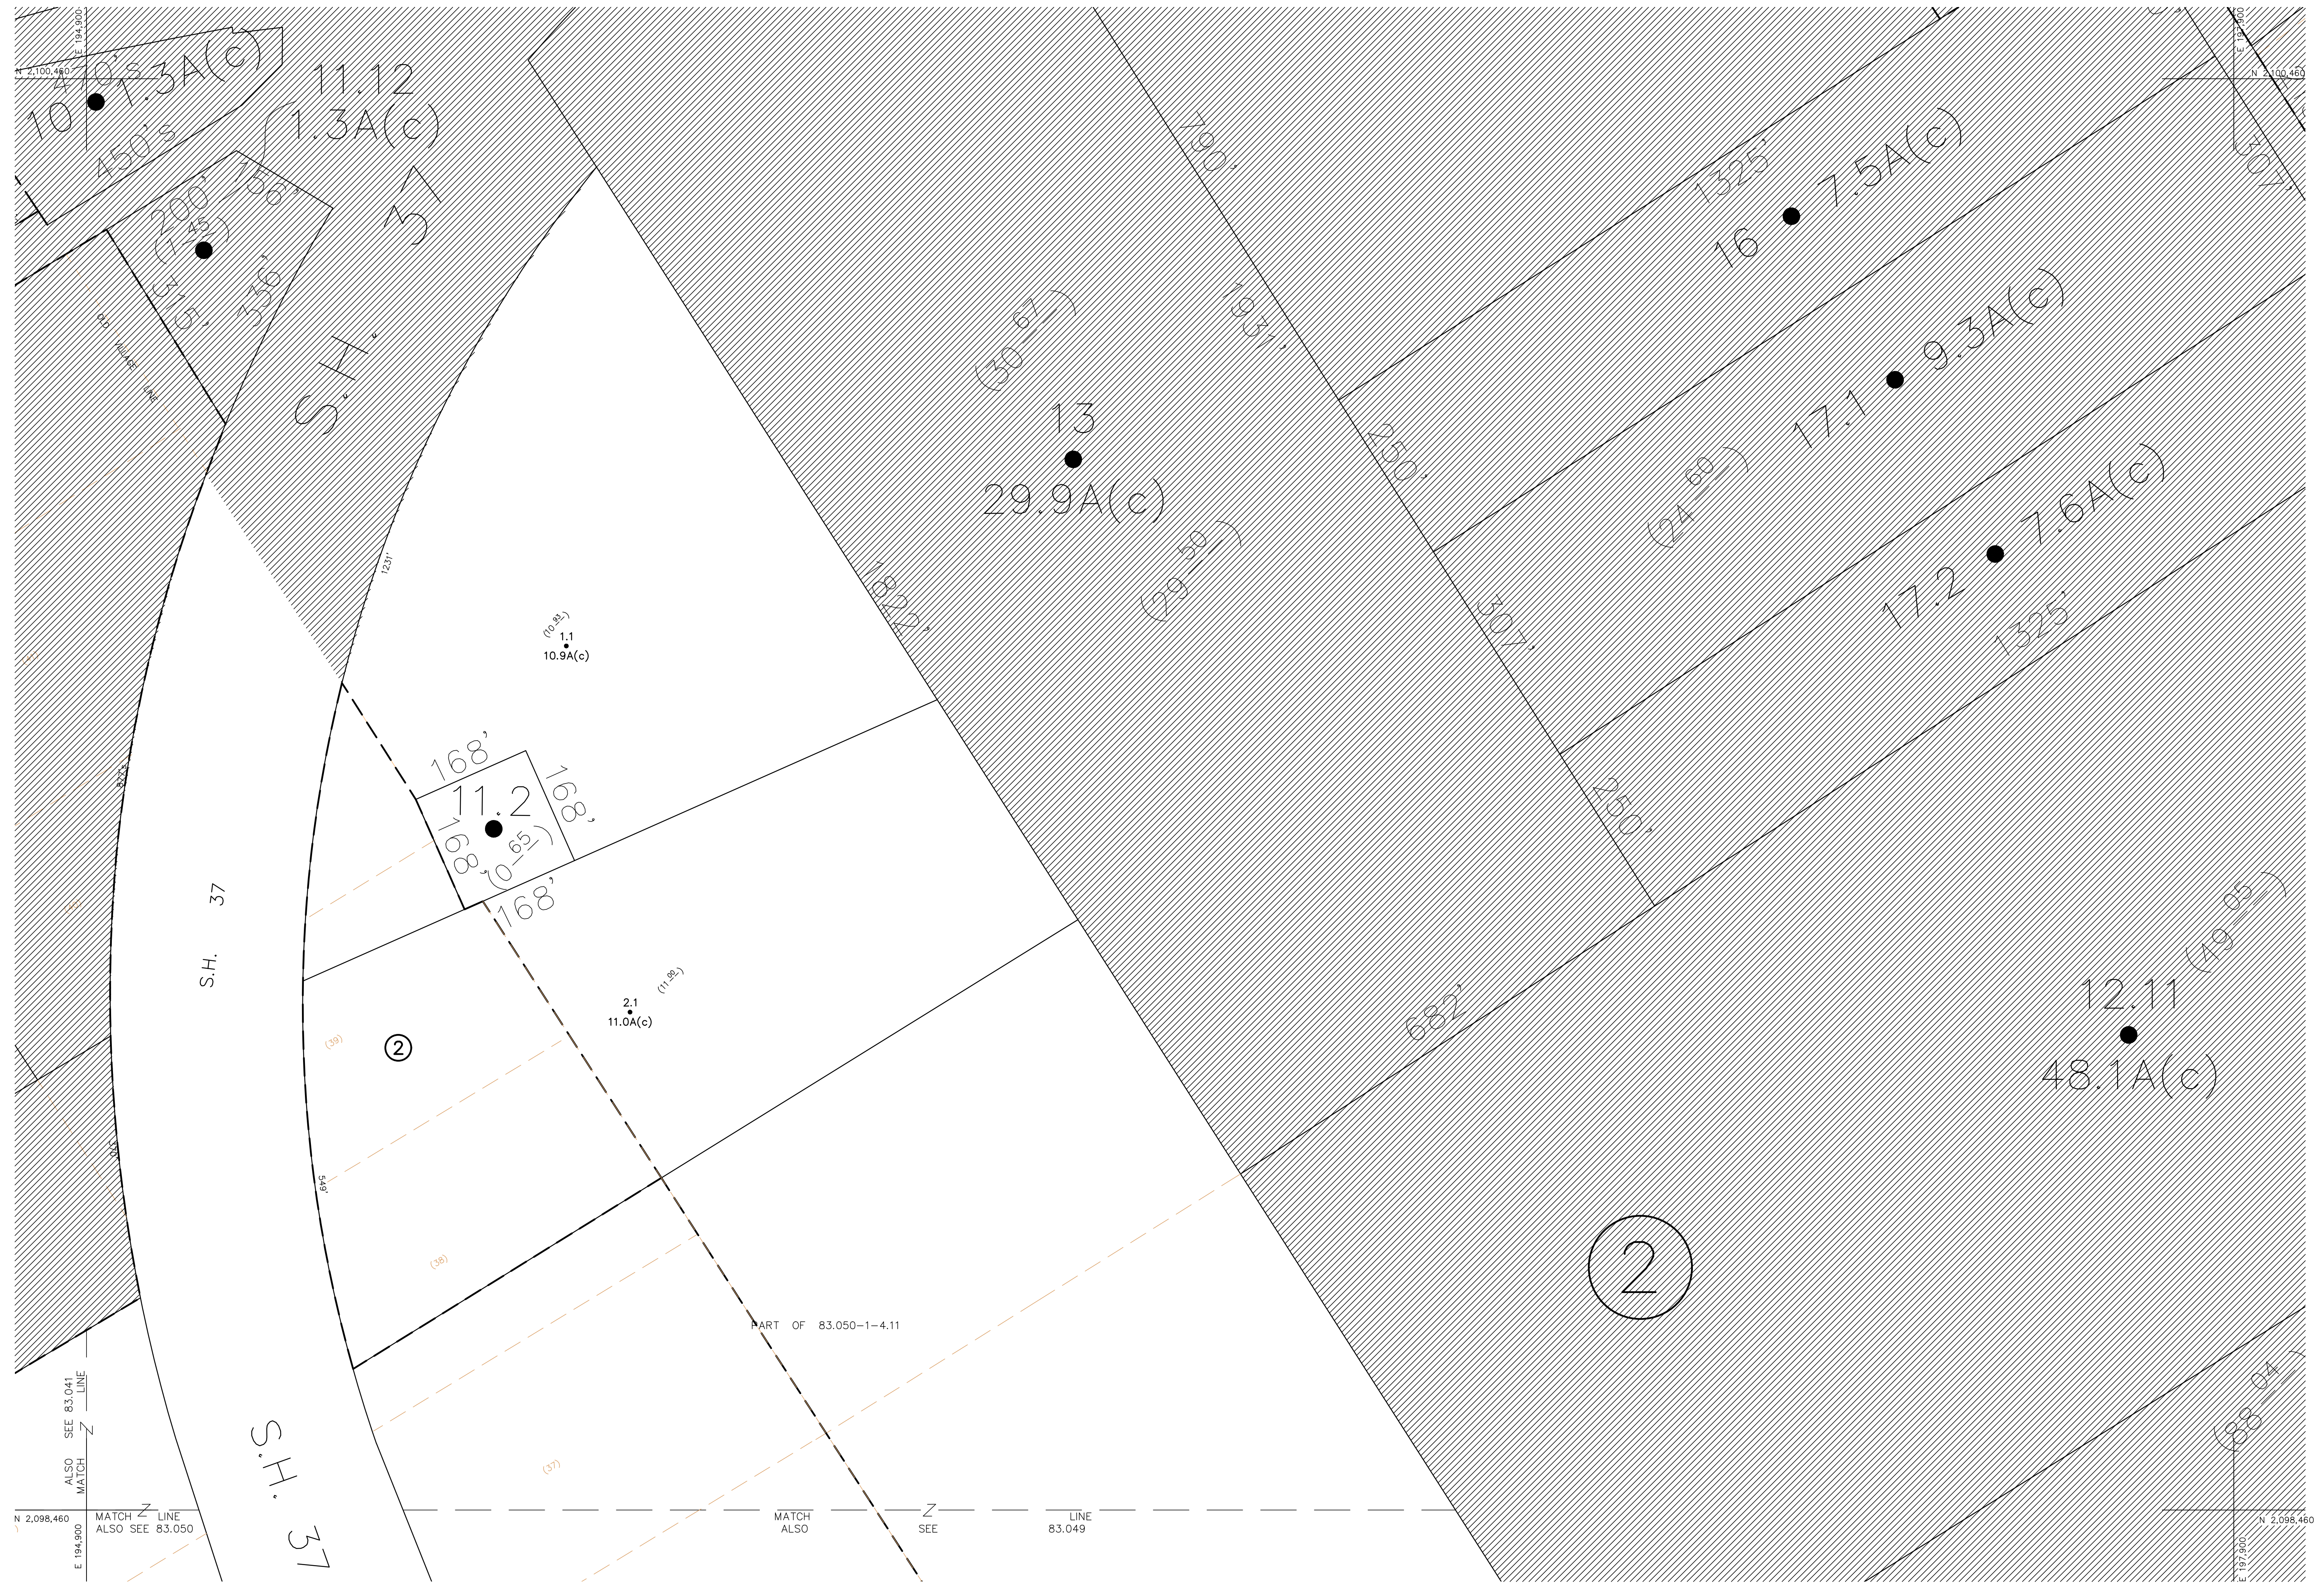 E 194,900
N 2,100,460
470's
10
1.3A(c)
450's
11.12
1.3A(c)
200'
756'
(1 45)
315'
336'
OLD VILLAGE LINE
S.H. 37
790'
1931'
1325'
16
7.5A(c)
E 197,900
N 2,100,460
307'
(30 67)
13
29.9A(c)
(29 50)
250'
17.1
9.3A(c)
(24 60)
17.2
7.6A(c)
1325'
307'
250'
1231'
1822'
(10 93)
1.1
10.9A(c)
168'
168'
11.2
168'
(0 65)
168'
S.H. 37
(11 00)
2.1
11.0A(c)
(39)
2
682'
(49 05)
12.11
48.1A(c)
549'
(38)
2
PART OF 83.050-1-4.11
(88 04)
(37)
S.H. 37
MATCH LINE
ALSO SEE 83.041
N 2,098,460
E 194,900
MATCH LINE
ALSO SEE 83.050
MATCH LINE
ALSO SEE 83.049
N 2,098,460
E 197,900